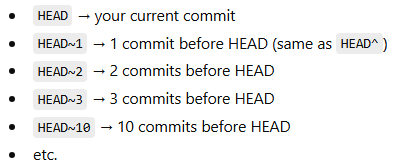 • HEAD → your current commit
• HEAD~1 → 1 commit before HEAD (same as HEAD^)
• HEAD~2 → 2 commits before HEAD
• HEAD~3 → 3 commits before HEAD
• HEAD~10 → 10 commits before HEAD
• etc.